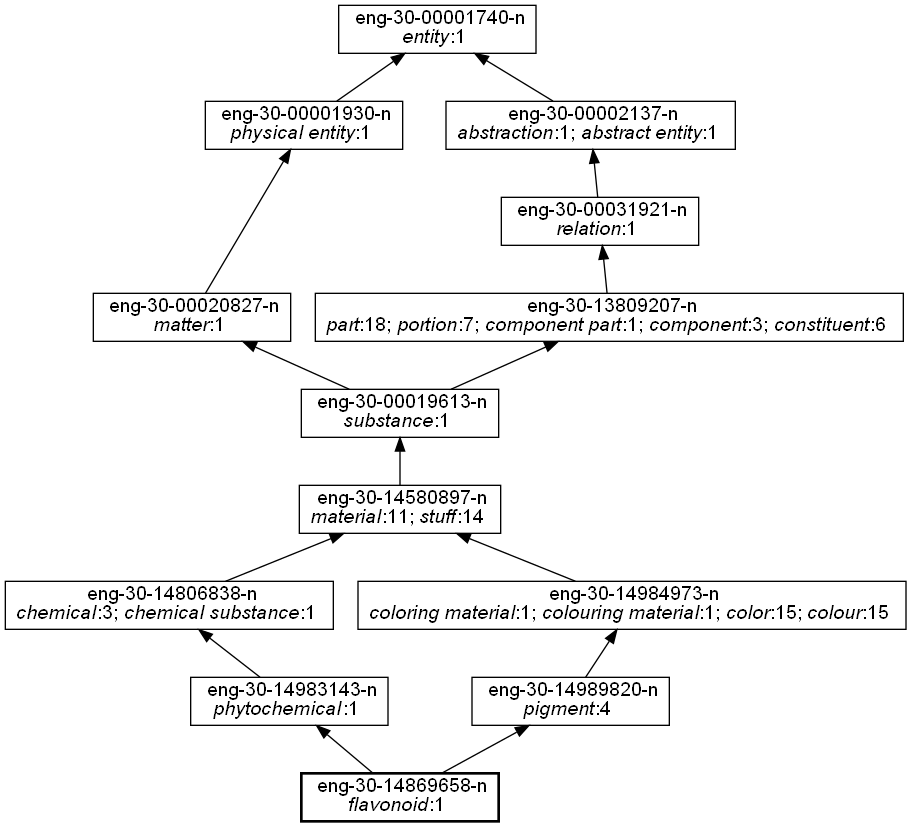 eng-30-00001740-n
entity:1
eng-30-00001930-n
physical entity:1
eng-30-00002137-n
abstraction:1; abstract entity:1
eng-30-00031921-n
relation:1
eng-30-00020827-n
matter:1
eng-30-13809207-n
part:18; portion:7; component part:1; component:3; constituent:6
eng-30-00019613-n
substance:1
eng-30-14580897-n
material:11; stuff:14
eng-30-14806838-n
chemical:3; chemical substance:1
eng-30-14984973-n
coloring material:1; colouring material:1; color:15; colour:15
eng-30-14983143-n
phytochemical:1
eng-30-14989820-n
pigment:4
eng-30-14869658-n
flavonoid:1